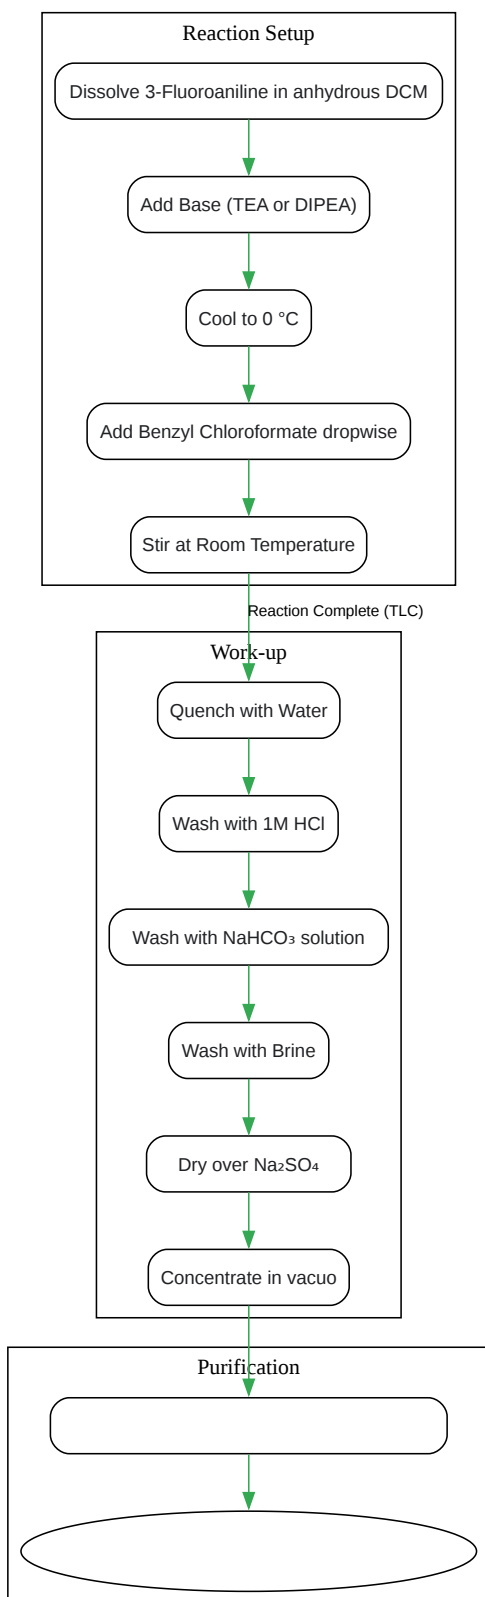 Reaction Setup
Dissolve 3-Fluoroaniline in anhydrous DCM
Add Base (TEA or DIPEA)
Cool to 0 °C
Add Benzyl Chloroformate dropwise
Stir at Room Temperature
Reaction Complete (TLC)
Work-up
Quench with Water
Wash with 1M HCl
Wash with NaHCO₃ solution
Wash with Brine
Dry over Na₂SO₄
Concentrate in vacuo
Purification